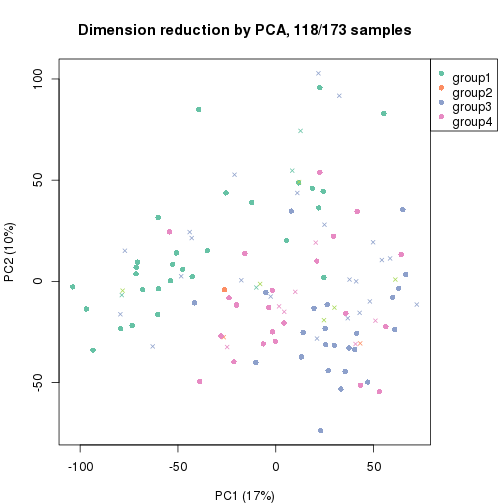 Dimension reduction by PCA, 118/173 samples
group1
group2
group3
group4
100
50
0
-50
PC2 (10%)
-100
-50
0
50
PC1 (17%)